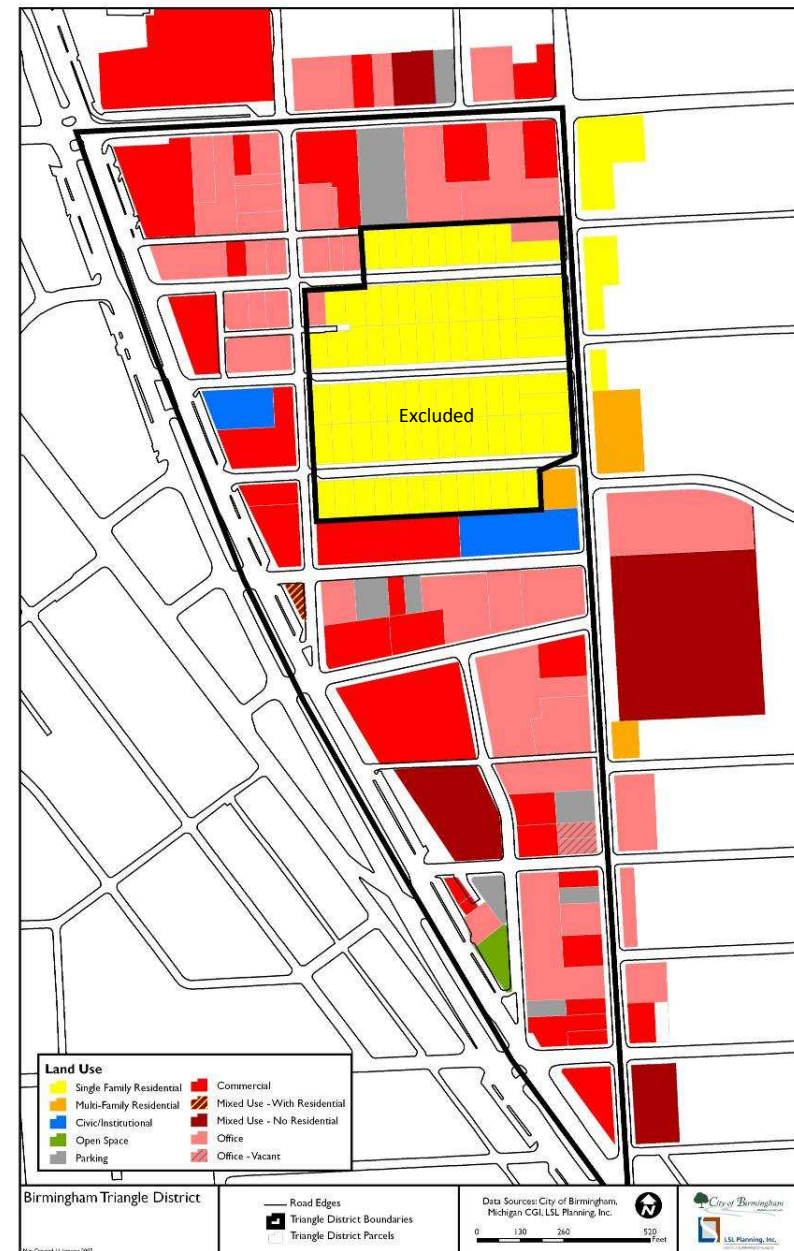 Excluded
Land Use
Single Family Residential
Multi-Family Residential
Civic/Institutional
Open Space
Parking
Commercial
Mixed Use - With Residential
Mixed Use - No Residential
Office
Office - Vacant
Birmingham Triangle District
Road Edges
Triangle District Boundaries
Triangle District Parcels
Data Sources: City of Birmingham,
Michigan CGI, LSL Planning, Inc.
N
0 130 260 520
Feet
City of Birmingham
LSL Planning, Inc.